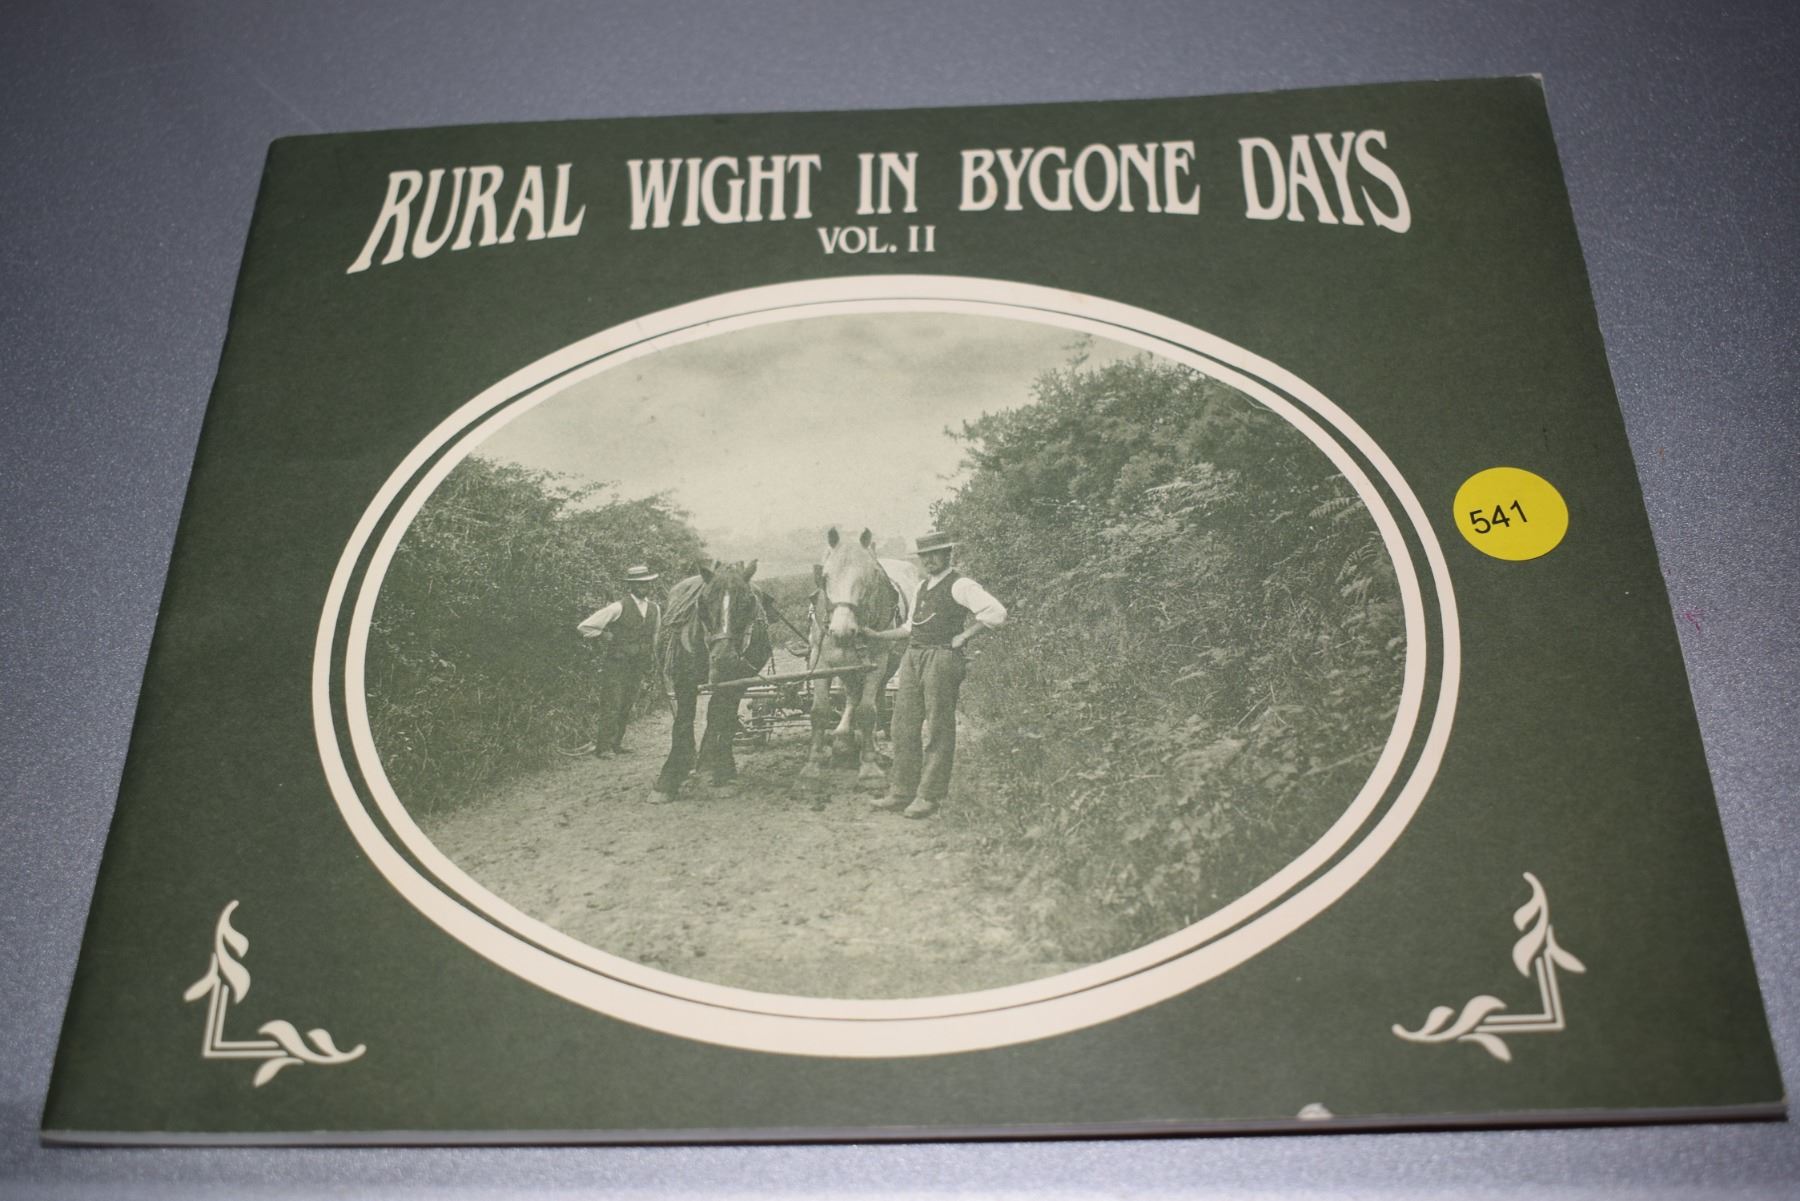 RURAL WIGHT IN BYGONE DAYS
VOL. II
541